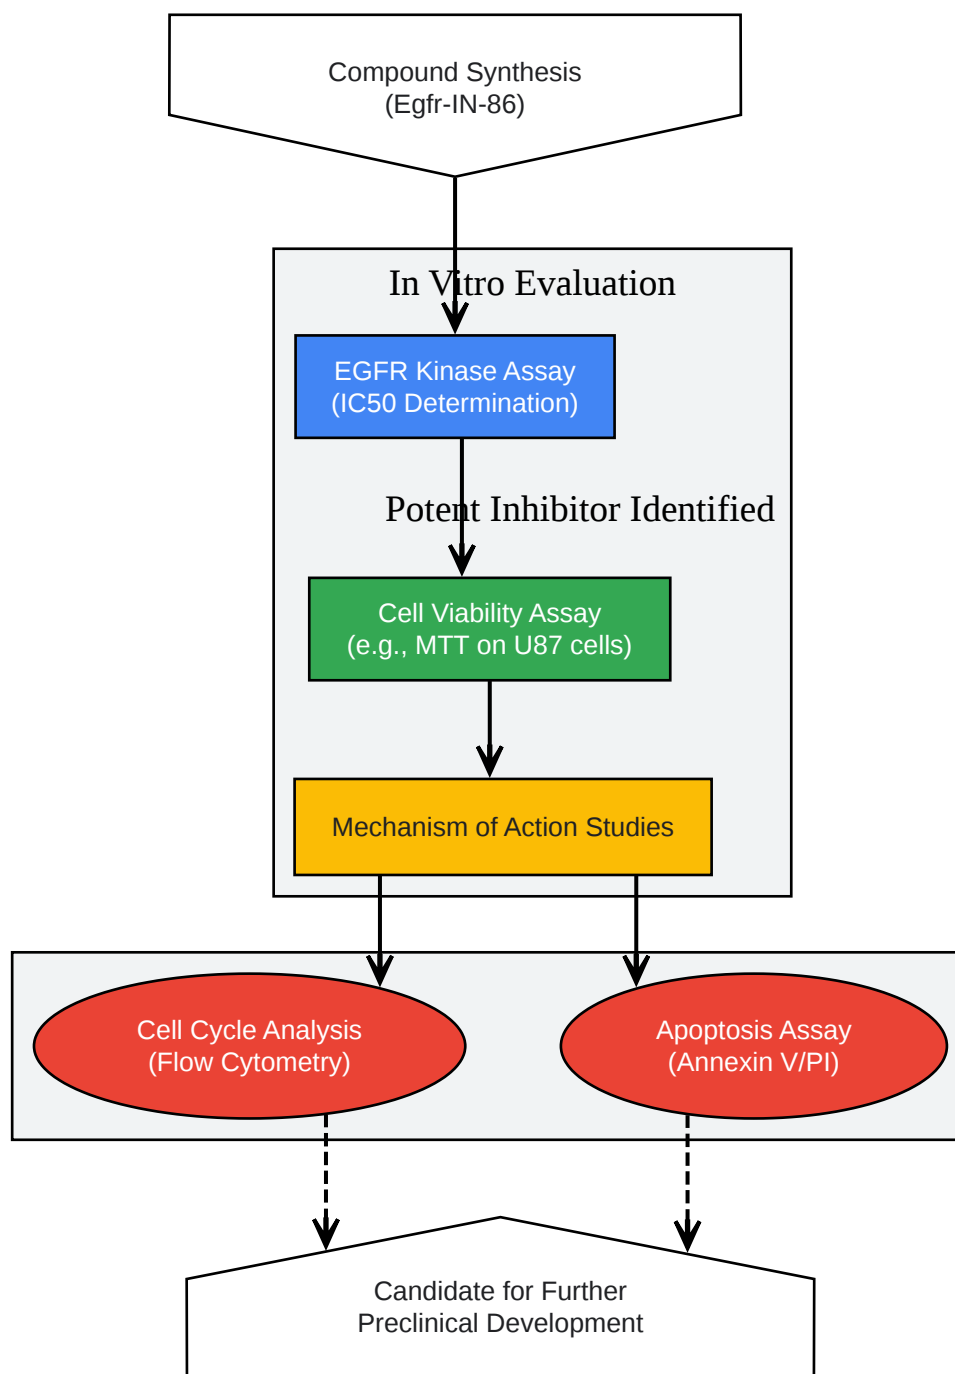 Compound Synthesis
(Egfr-IN-86)
In Vitro Evaluation
EGFR Kinase Assay
(IC50 Determination)
Potent Inhibitor Identified
Cell Viability Assay
(e.g., MTT on U87 cells)
Mechanism of Action Studies
Cell Cycle Analysis
(Flow Cytometry)
Apoptosis Assay
(Annexin V/PI)
Candidate for Further
Preclinical Development